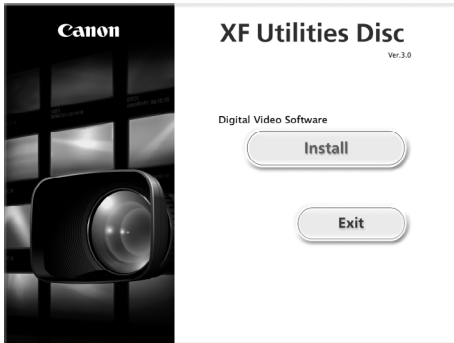 Canon
XF Utilities Disc
Ver.3.0
Digital Video Software
Install
Exit